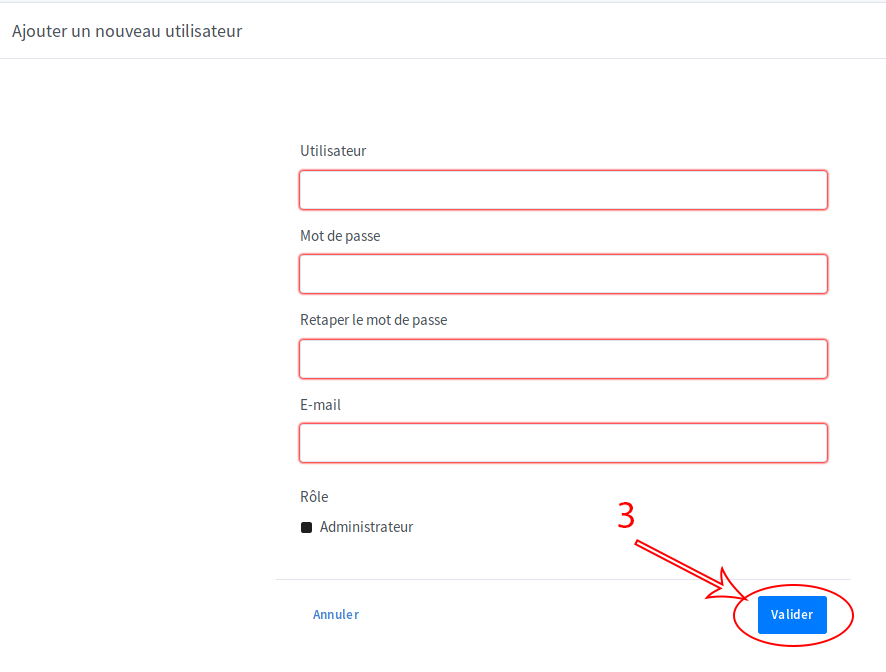 Ajouter un nouveau utilisateur
Utilisateur
Mot de passe
Retaper le mot de passe
E-mail
Rôle
Administrateur
3
Annuler
Valider